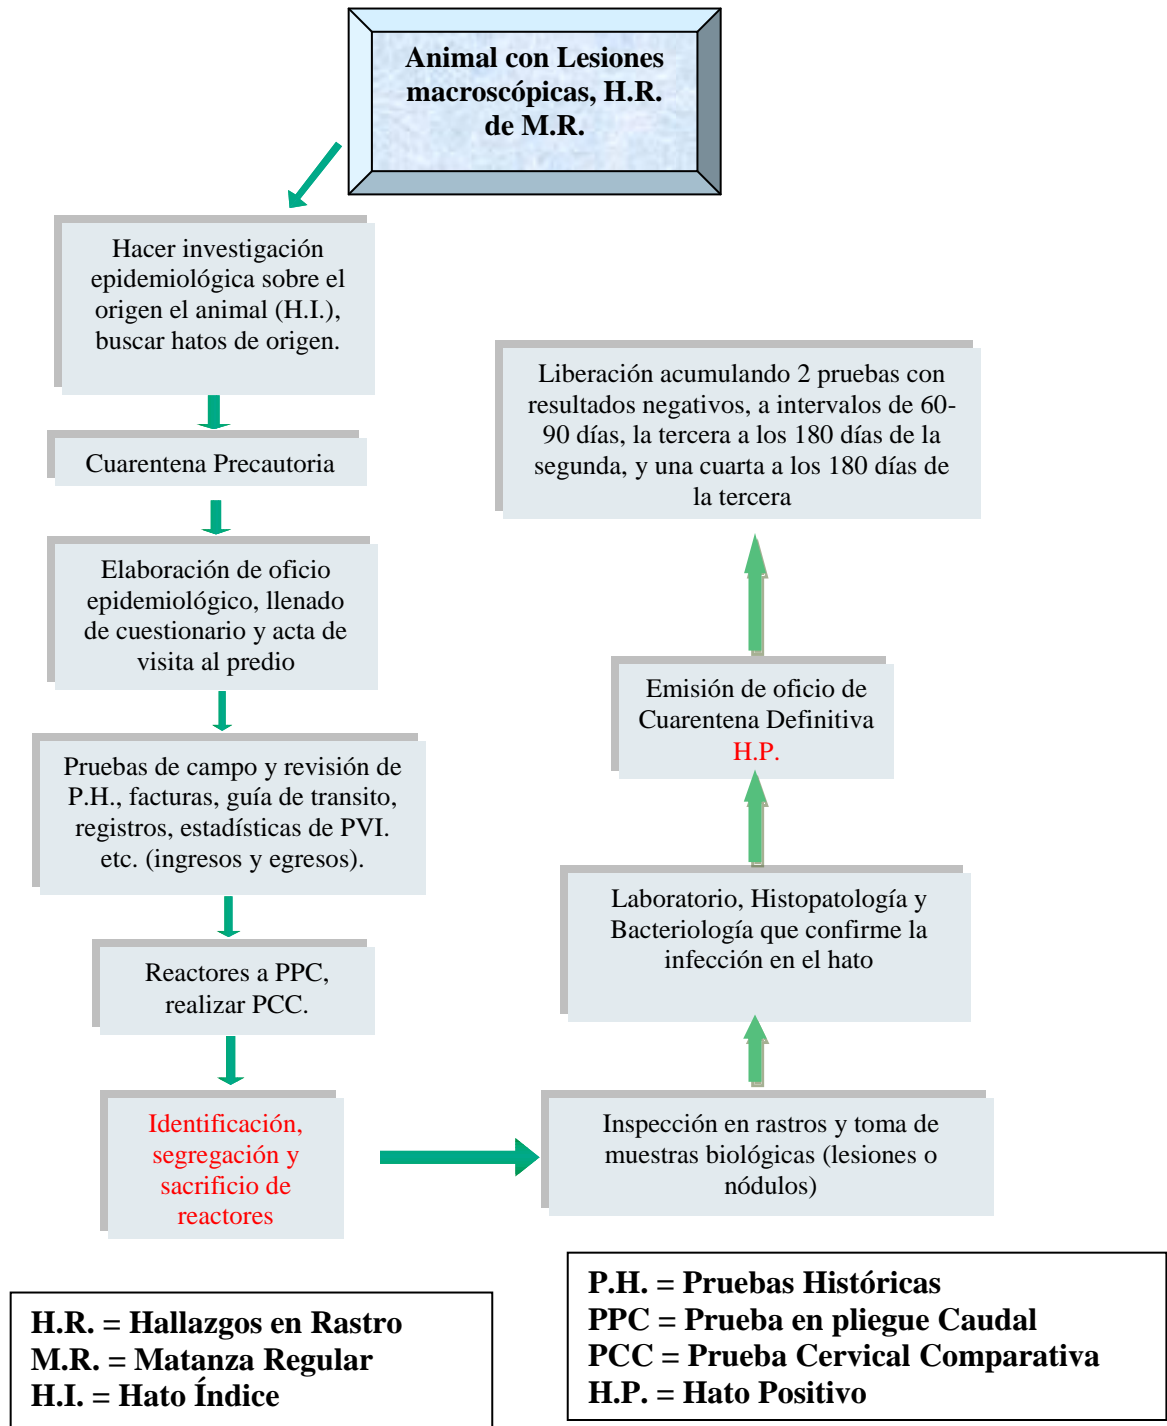 Animal con Lesiones
macroscópicas, H.R.
de M.R.
Hacer investigación
epidemiológica sobre el
origen el animal (H.I.),
buscar hatos de origen.
Cuarentena Precautoria
Elaboración de oficio
epidemiológico, llenado
de cuestionario y acta de
visita al predio
Pruebas de campo y revisión de
P.H., facturas, guía de transito,
registros, estadísticas de PVI.
etc. (ingresos y egresos).
Reactores a PPC,
realizar PCC.
Identificación,
segregación y
sacrificio de
reactores
Inspección en rastros y toma de
muestras biológicas (lesiones o
nódulos)
Laboratorio, Histopatología y
Bacteriología que confirme la
infección en el hato
Emisión de oficio de
Cuarentena Definitiva
H.P.
Liberación acumulando 2 pruebas con
resultados negativos, a intervalos de 60-
90 días, la tercera a los 180 días de la
segunda, y una cuarta a los 180 días de
la tercera
H.R. = Hallazgos en Rastro
M.R. = Matanza Regular
H.I. = Hato Índice
P.H. = Pruebas Históricas
PPC = Prueba en pliegue Caudal
PCC = Prueba Cervical Comparativa
H.P. = Hato Positivo